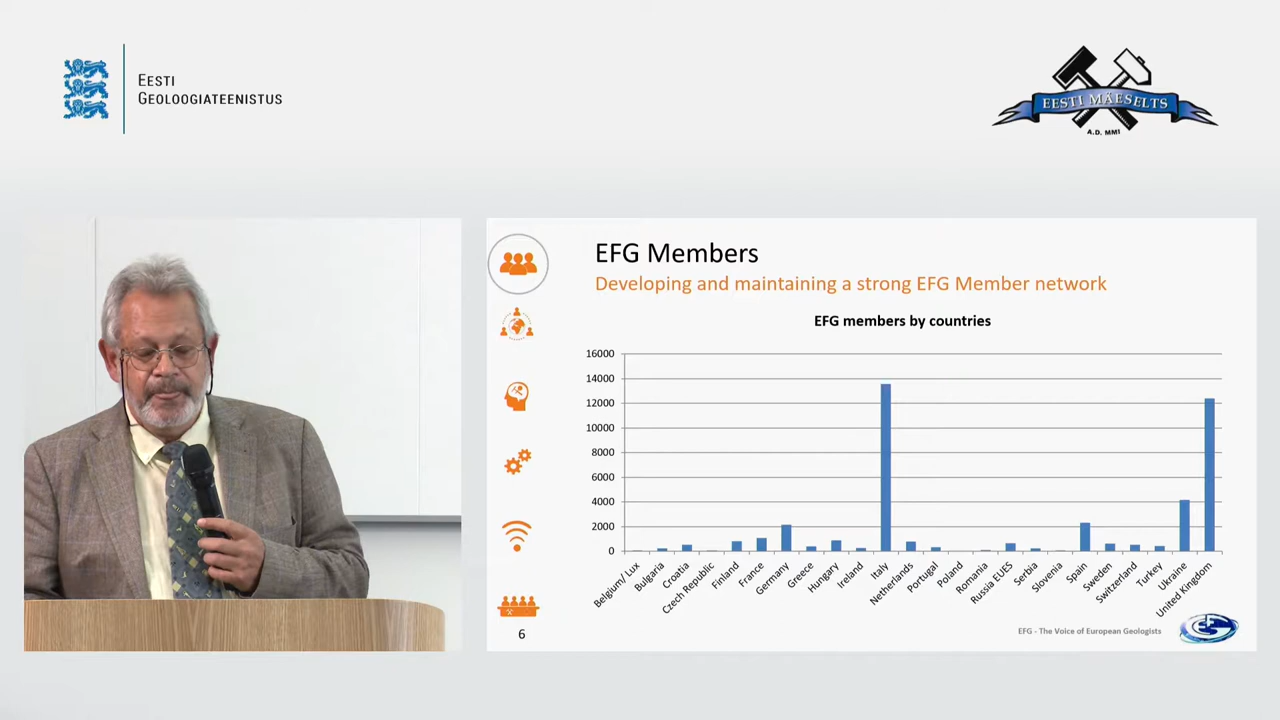 EESTI
GEOLOOGIATEENISTUS
EESTI MÄESELTS
A.D. MMI
EFG Members
Developing and maintaining a strong EFG Member network
EFG members by countries
16000
14000
12000
10000
8000
6000
4000
2000
0
Belgium/ Lux
Bulgaria
Croatia
Czech Republic
Finland
France
Germany
Greece
Hungary
Ireland
Italy
Netherlands
Portugal
Poland
Romania
Russia EUES
Serbia
Slovenia
Spain
Sweden
Switzerland
Turkey
Ukraine
United Kingdom
6
EFG - The Voice of European Geologists
EFG